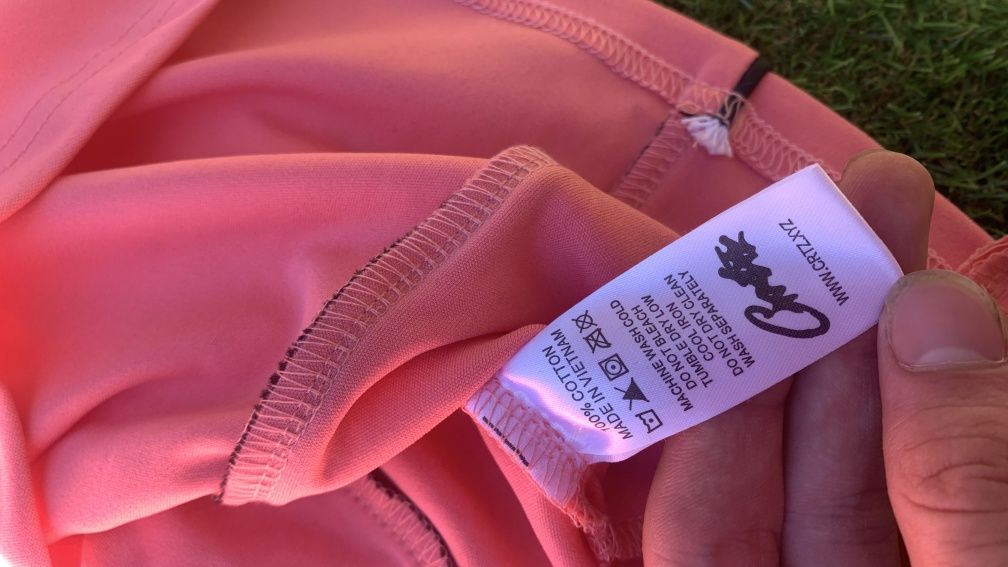 WWW.CRTZ.XYZ
100% COTTON
MADE IN VIETNAM
MACHINE WASH COLD
DO NOT BLEACH
TUMBLE DRY LOW
COOL IRON
DO NOT DRY CLEAN
WASH SEPARATELY